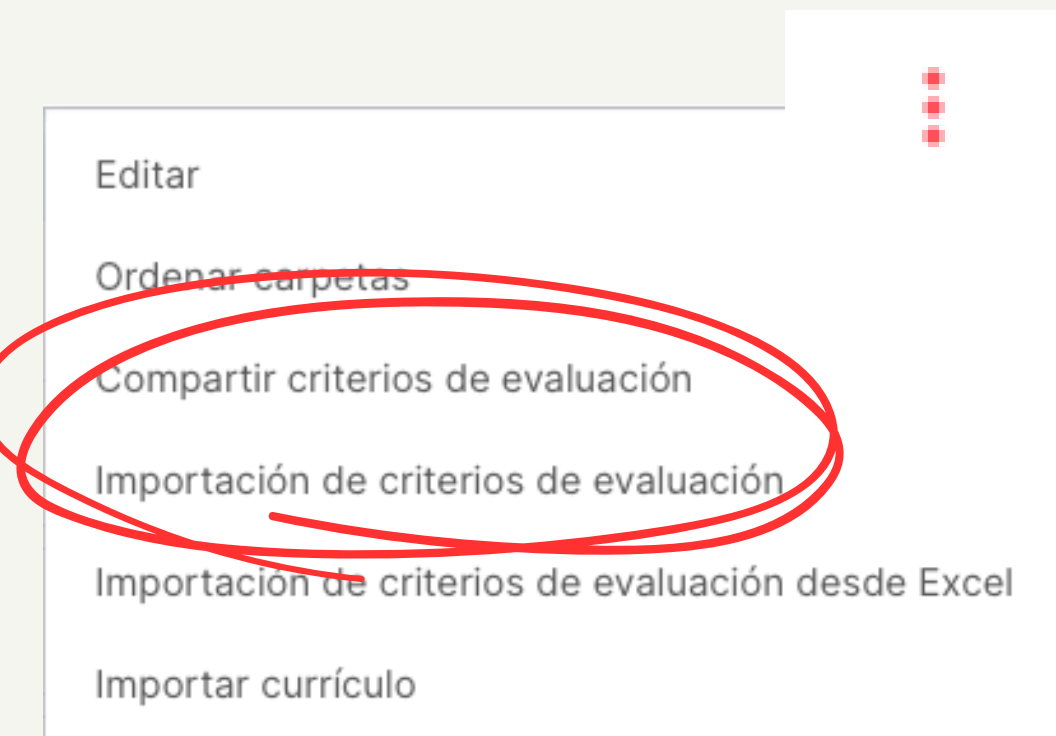 Editar
Ordenar carpetas
Compartir criterios de evaluación
Importación de criterios de evaluación
Importación de criterios de evaluación desde Excel
Importar currículo